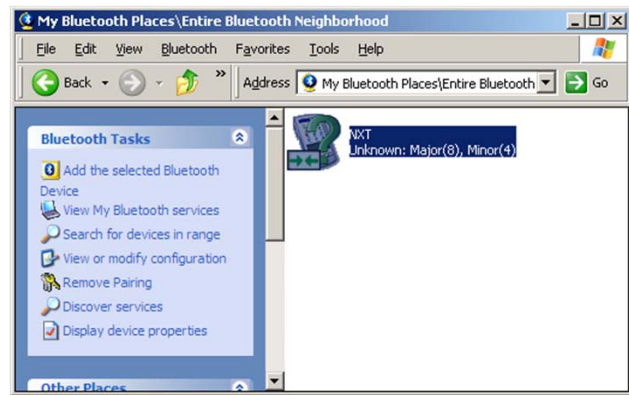 My Bluetooth Places\Entire Bluetooth Neighborhood
File Edit View Bluetooth Favorites Tools Help
Back » Address My Bluetooth Places\Entire Bluetooth Go
Bluetooth Tasks
Add the selected Bluetooth
Device
View My Bluetooth services
Search for devices in range
View or modify configuration
Remove Pairing
Discover services
Display device properties
Other Places
NXT
Unknown: Major(8), Minor(4)